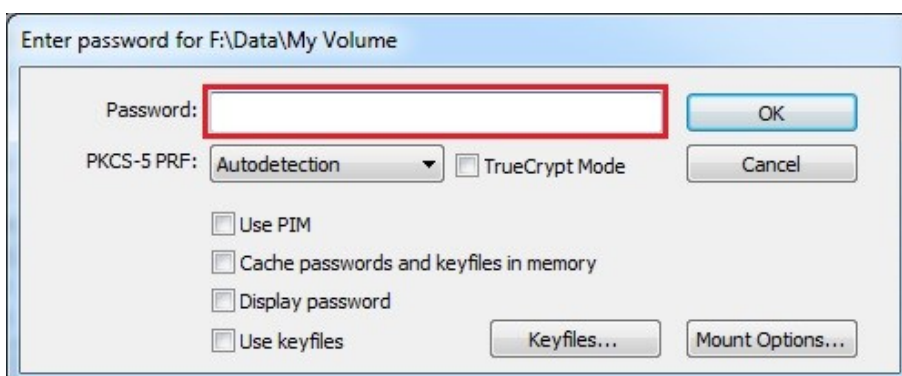 Enter password for F:\Data\My Volume
Password: OK
PKCS-5 PRF: Autodetection TrueCrypt Mode Cancel
Use PIM
Cache passwords and keyfiles in memory
Display password
Use keyfiles Keyfiles... Mount Options...